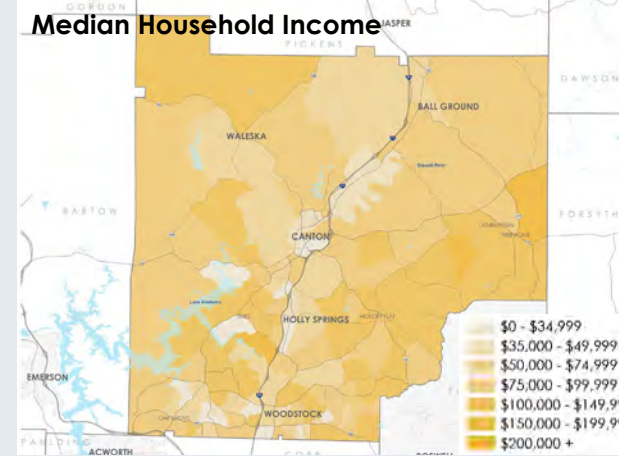 GORDON
Median Household Income
JASPER
PICKENS
DAWSON
BALL GROUND
WALESKA
BARTOW
FORSYTH
CANTON
Lake Allatoona
HOLLY SPRINGS
EMERSON
WOODSTOCK
PAULDING
ACWORTH
COBB
ROSWELL
$0 - $34,999
$35,000 - $49,999
$50,000 - $74,999
$75,000 - $99,999
$100,000 - $149,9
$150,000 - $199,9
$200,000 +